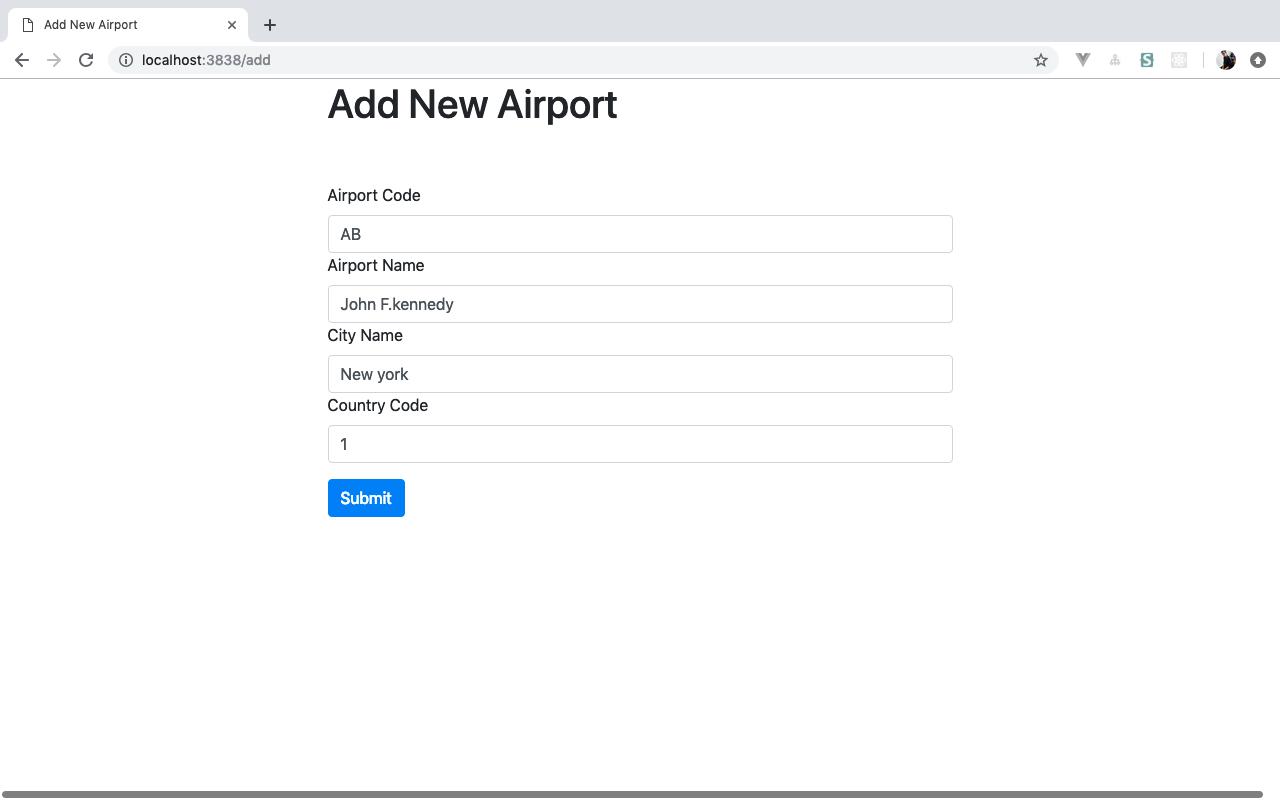 Add New Airport
localhost:3838/add
Add New Airport
Airport Code
AB
Airport Name
John F.kennedy
City Name
New york
Country Code
1
Submit